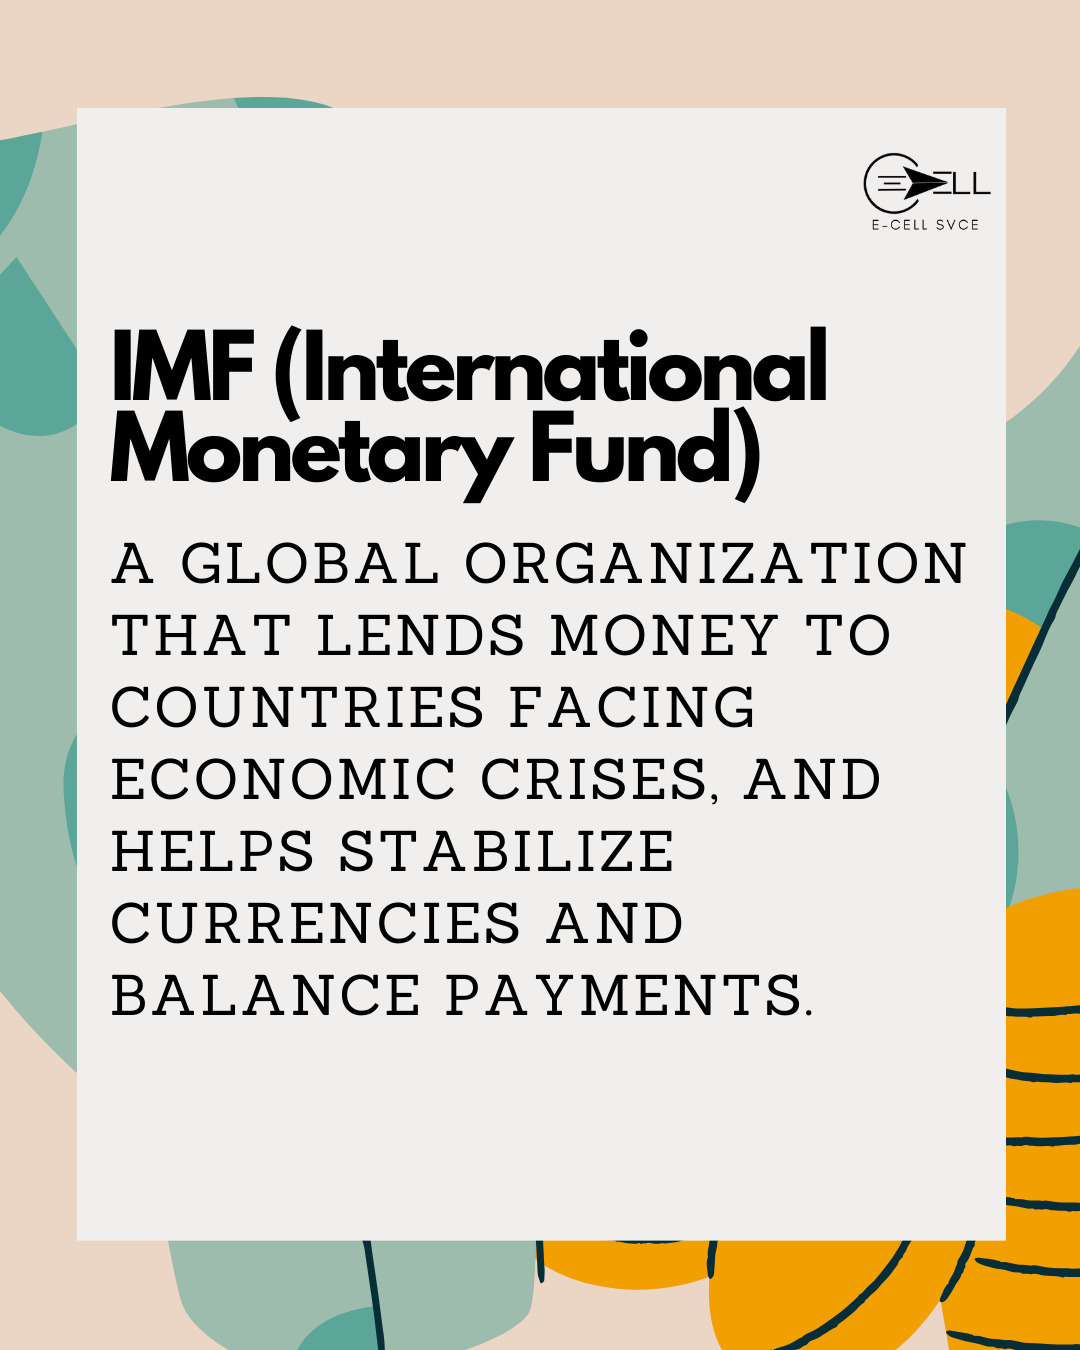 ELL
E-CELL SVCE
IMF (International
Monetary Fund)
A GLOBAL ORGANIZATION
THAT LENDS MONEY TO
COUNTRIES FACING
ECONOMIC CRISES, AND
HELPS STABILIZE
CURRENCIES AND
BALANCE PAYMENTS.